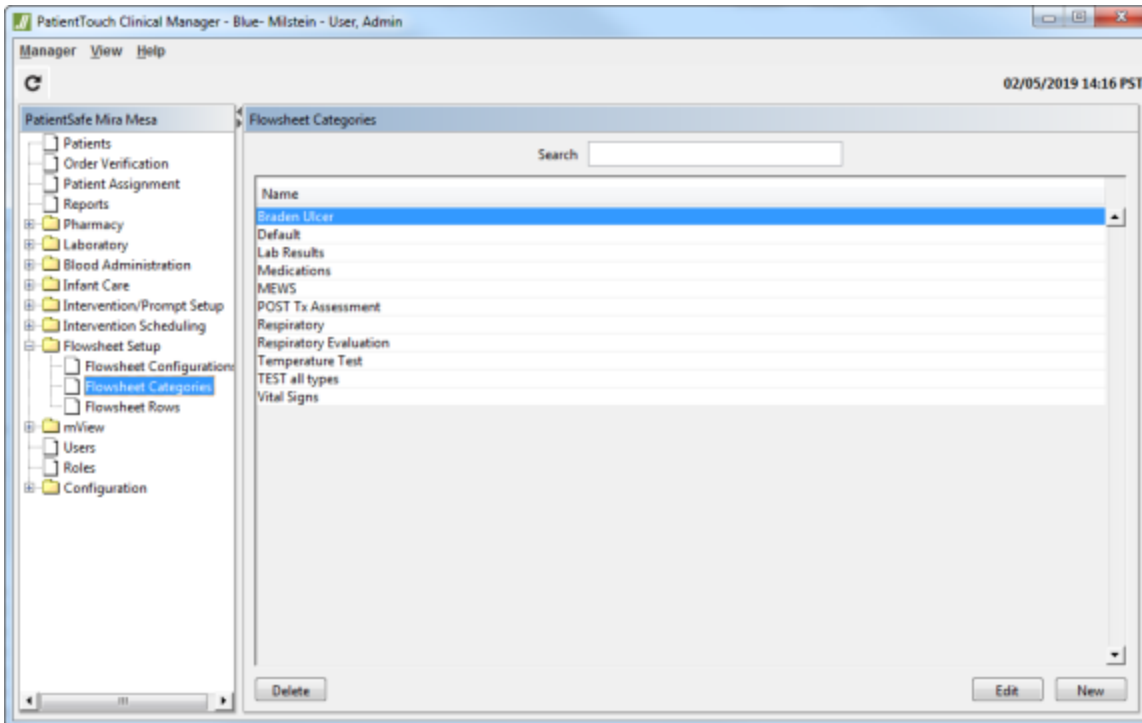 PatientTouch Clinical Manager - Blue- Milstein - User, Admin
Manager View Help
02/05/2019 14:16 PST
PatientSafe Mira Mesa
Patients
Order Verification
Patient Assignment
Reports
Pharmacy
Laboratory
Blood Administration
Infant Care
Intervention/Prompt Setup
Intervention Scheduling
Flowsheet Setup
Flowsheet Configurations
Flowsheet Categories
Flowsheet Rows
mView
Users
Roles
Configuration
Flowsheet Categories
Search
Name
Braden Ulcer
Default
Lab Results
Medications
MEWS
POST Tx Assessment
Respiratory
Respiratory Evaluation
Temperature Test
TEST all types
Vital Signs
Delete Edit New